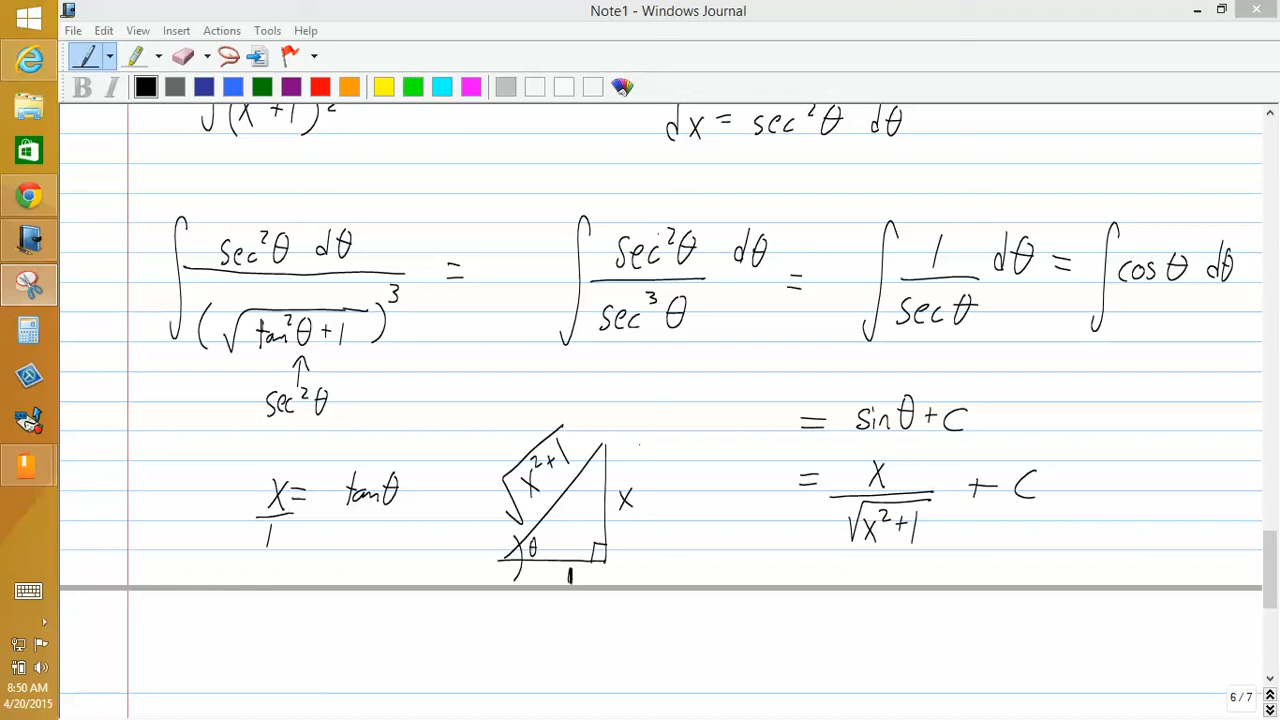 Note1 - Windows Journal
File Edit View Insert Actions Tools Help
B I
∫(x +1)²
dx = sec²θ dθ
∫ sec²θ dθ / (√(tan²θ + 1))³ = ∫ sec²θ / sec³θ dθ = ∫ 1 / secθ dθ = ∫ cosθ dθ
↑
sec²θ
= sinθ + C
x/1 = tanθ
√x²+1
x
θ
1
= x / √(x²+1) + C
8:50 AM
4/20/2015
6 / 7